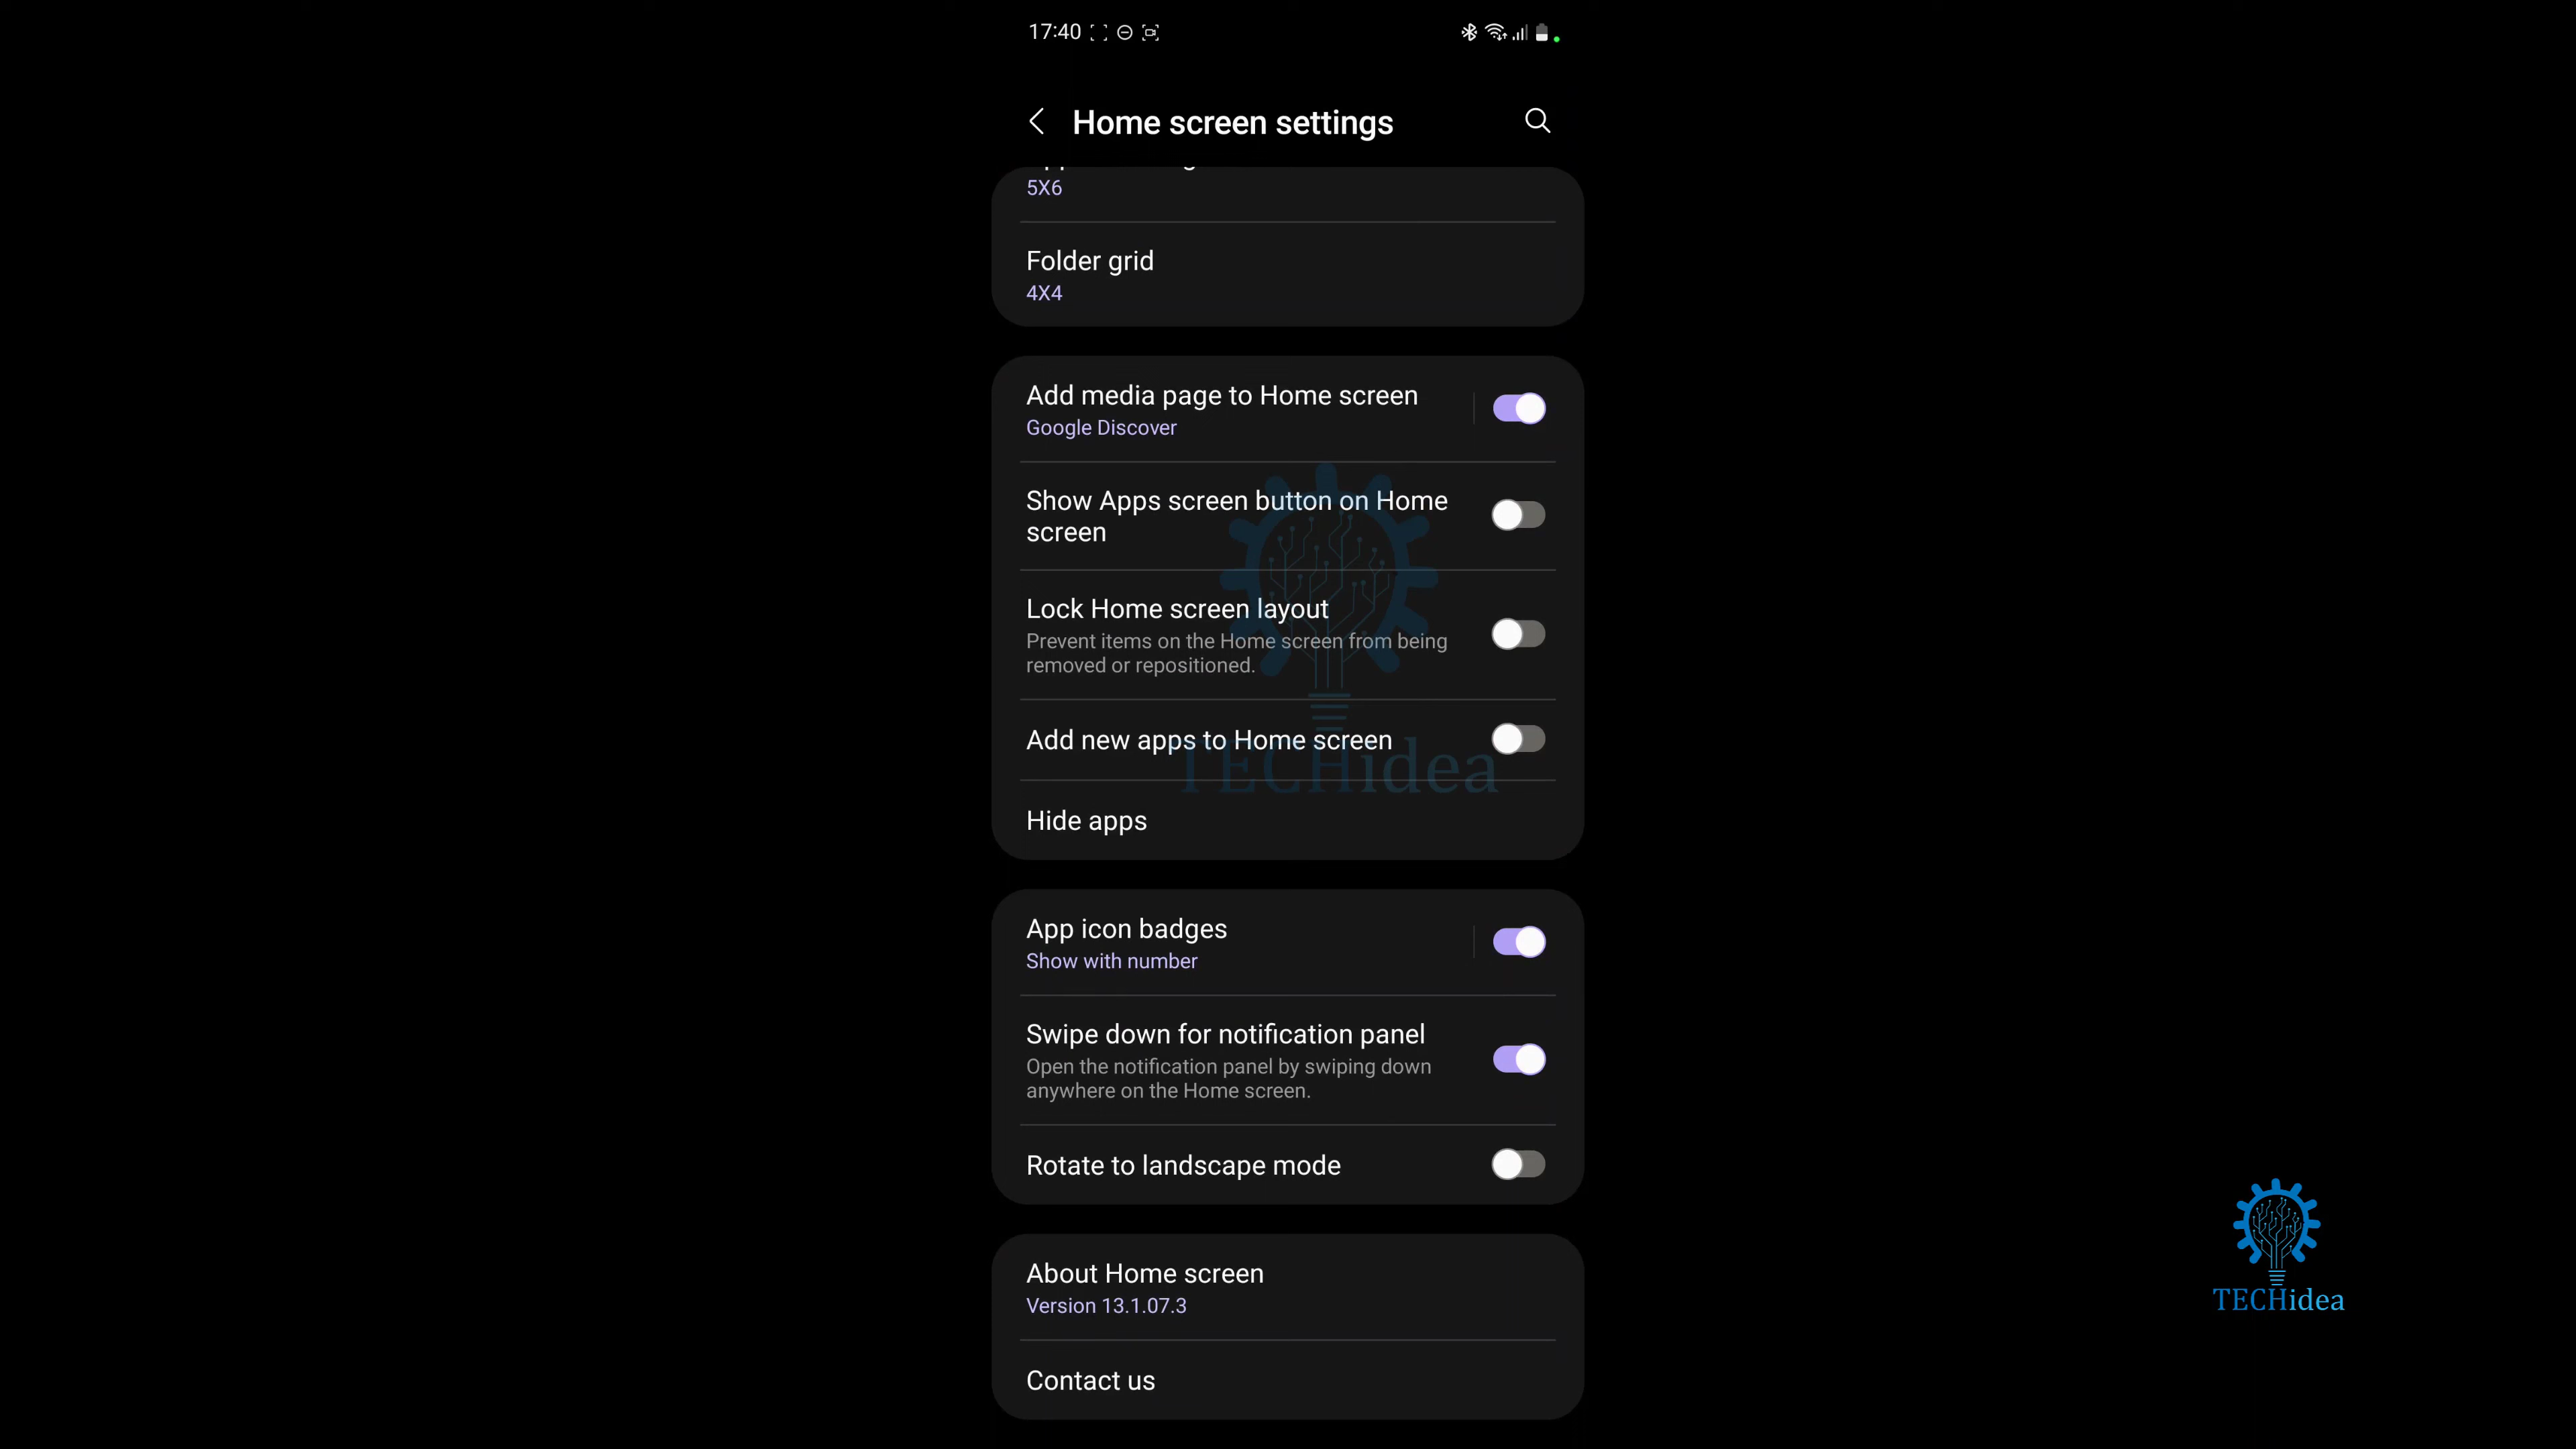 17:40
Home screen settings
5X6
Folder grid
4X4
Add media page to Home screen
Google Discover
Show Apps screen button on Home
screen
Lock Home screen layout
Prevent items on the Home screen from being
removed or repositioned.
Add new apps to Home screen
TECHidea
Hide apps
App icon badges
Show with number
Swipe down for notification panel
Open the notification panel by swiping down
anywhere on the Home screen.
Rotate to landscape mode
About Home screen
Version 13.1.07.3
Contact us
TECHidea